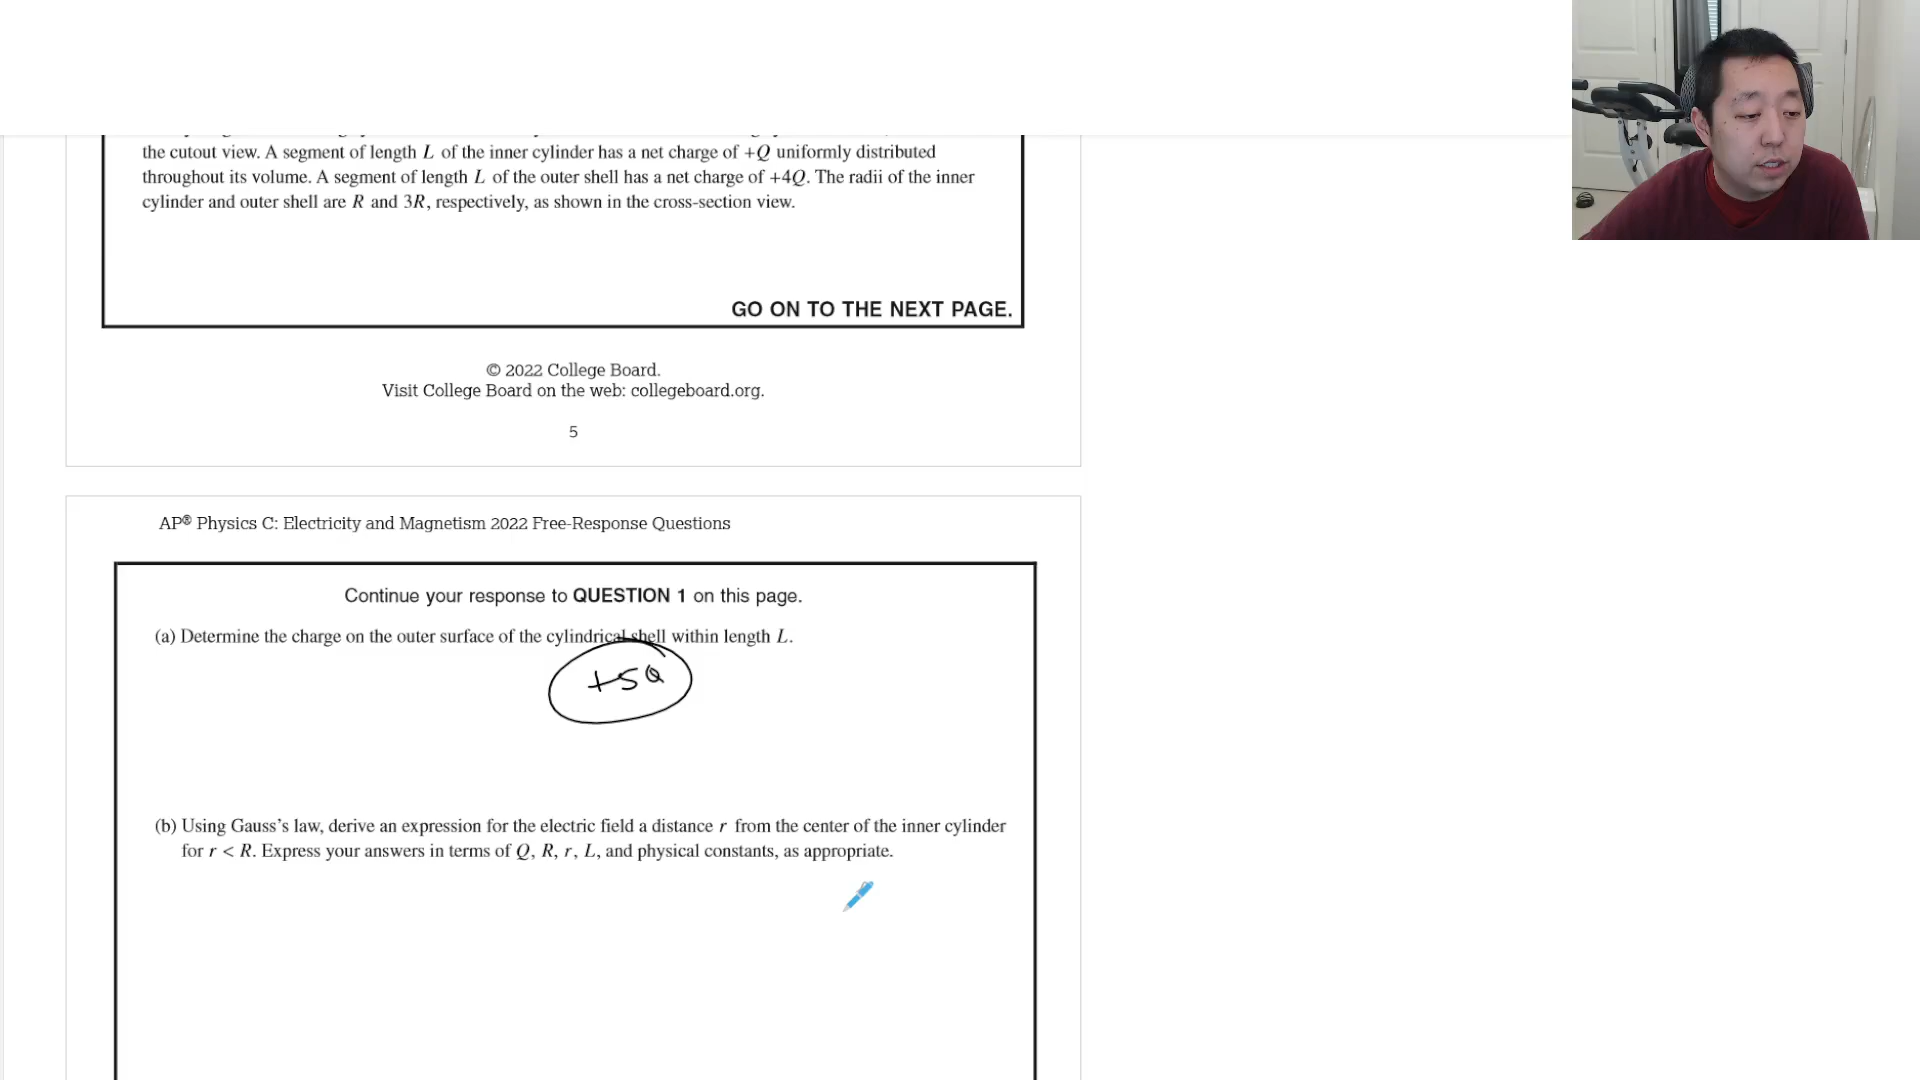 the cutout view. A segment of length L of the inner cylinder has a net charge of +Q uniformly distributed
throughout its volume. A segment of length L of the outer shell has a net charge of +4Q. The radii of the inner
cylinder and outer shell are R and 3R, respectively, as shown in the cross-section view.
GO ON TO THE NEXT PAGE.
© 2022 College Board.
Visit College Board on the web: collegeboard.org.
5
AP® Physics C: Electricity and Magnetism 2022 Free-Response Questions
Continue your response to QUESTION 1 on this page.
(a) Determine the charge on the outer surface of the cylindrical shell within length L.
+5Q
(b) Using Gauss's law, derive an expression for the electric field a distance r from the center of the inner cylinder
for r < R. Express your answers in terms of Q, R, r, L, and physical constants, as appropriate.